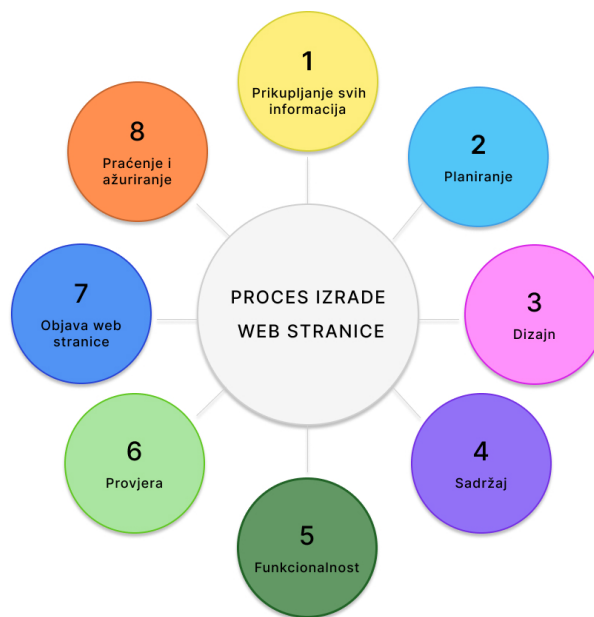 PROCES IZRADE
WEB STRANICE
1
Prikupljanje svih
informacija
2
Planiranje
3
Dizajn
4
Sadržaj
5
Funkcionalnost
6
Provjera
7
Objava web
stranice
8
Praćenje i
ažuriranje